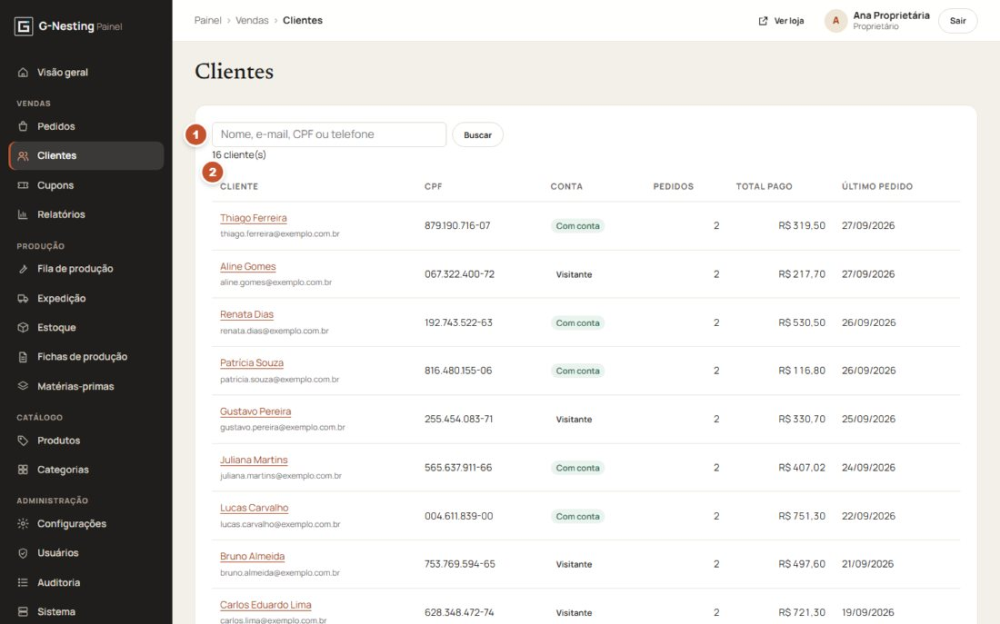 G-Nesting Painel
Painel › Vendas › Clientes
Ver loja
A
Ana Proprietária
Proprietário
Sair
Visão geral
VENDAS
Pedidos
Clientes
Cupons
Relatórios
PRODUÇÃO
Fila de produção
Expedição
Estoque
Fichas de produção
Matérias-primas
CATÁLOGO
Produtos
Categorias
ADMINISTRAÇÃO
Configurações
Usuários
Auditoria
Sistema
Clientes
1
Nome, e-mail, CPF ou telefone
Buscar
16 cliente(s)
2
CLIENTE CPF CONTA PEDIDOS TOTAL PAGO ÚLTIMO PEDIDO
Thiago Ferreira
thiago.ferreira@exemplo.com.br
879.190.716-07 Com conta 2 R$ 319,50 27/09/2026
Aline Gomes
aline.gomes@exemplo.com.br
067.322.400-72 Visitante 2 R$ 217,70 27/09/2026
Renata Dias
renata.dias@exemplo.com.br
192.743.522-63 Com conta 2 R$ 530,50 26/09/2026
Patrícia Souza
patricia.souza@exemplo.com.br
816.480.155-06 Com conta 2 R$ 116,80 26/09/2026
Gustavo Pereira
gustavo.pereira@exemplo.com.br
255.454.083-71 Visitante 2 R$ 330,70 25/09/2026
Juliana Martins
juliana.martins@exemplo.com.br
565.637.911-66 Com conta 2 R$ 407,02 24/09/2026
Lucas Carvalho
lucas.carvalho@exemplo.com.br
004.611.839-00 Com conta 2 R$ 751,30 22/09/2026
Bruno Almeida
bruno.almeida@exemplo.com.br
753.769.594-65 Visitante 2 R$ 497,60 21/09/2026
Carlos Eduardo Lima
carlos.lima@exemplo.com.br
628.348.472-74 Visitante 2 R$ 721,30 19/09/2026